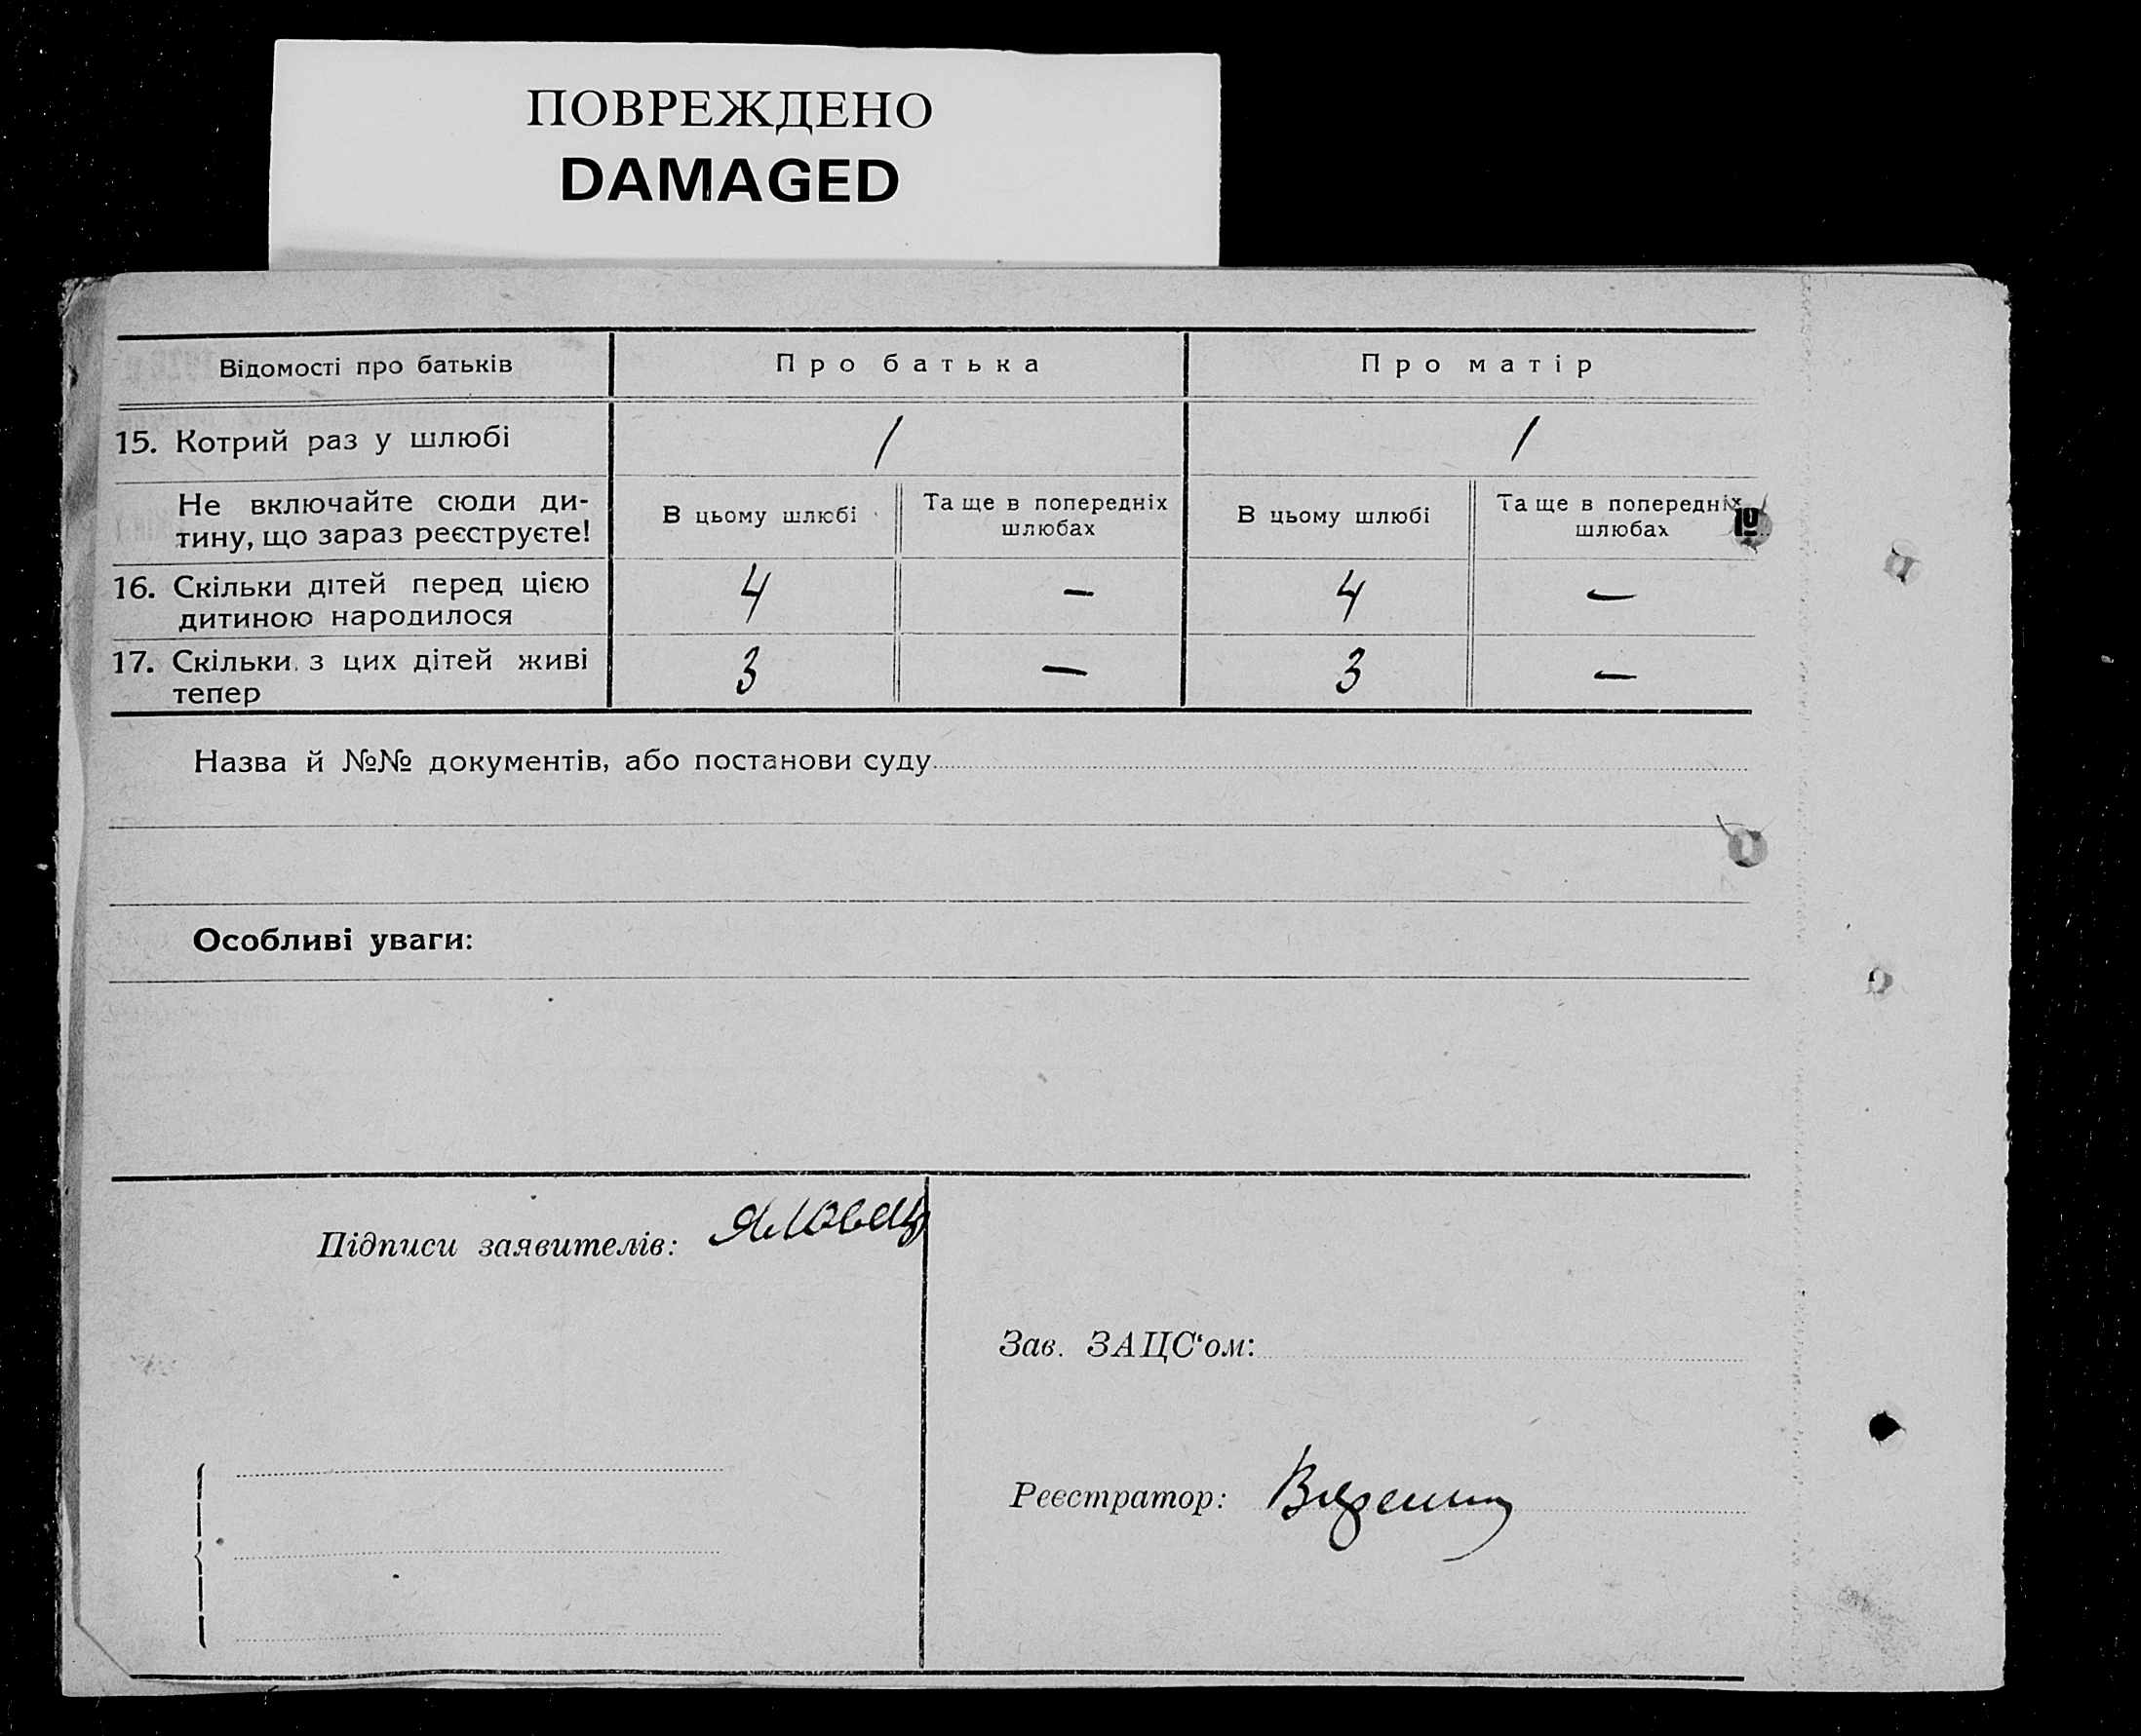 ПОВРЕЖДЕНО
DAMAGED
Відомості про батьків
Про батька
Про матір
15. Котрий раз у шлюбі
/
/
Не включайте сюди ди-
тину, що зараз реєструєте!
В цьому шлюбі
Та ще в попередніх
шлюбах
В цьому шлюбі
Та ще в попередніх
шлюбах
16. Скільки дітей перед цією
дитиною народилося
4
–
4
–
17. Скільки з цих дітей живі
тепер
3
–
3
–
Назва й №№ документів, або постанови суду
Особливі уваги:
Підписи заявителів: Яловец
Зав. ЗАЦС‘ом:
Реєстратор: